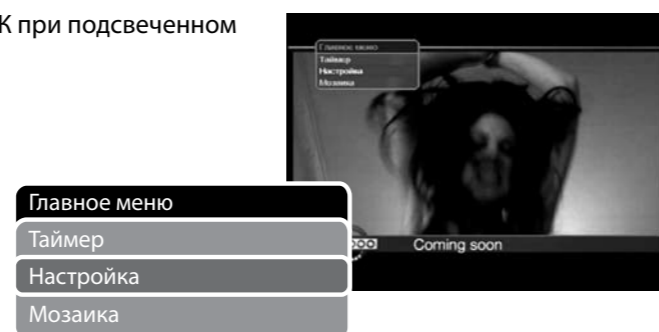 К при подсвеченном
Главное меню
Таймер
Настройка
Мозаика
Coming soon
Главное меню
Таймер
Настройка
Мозаика